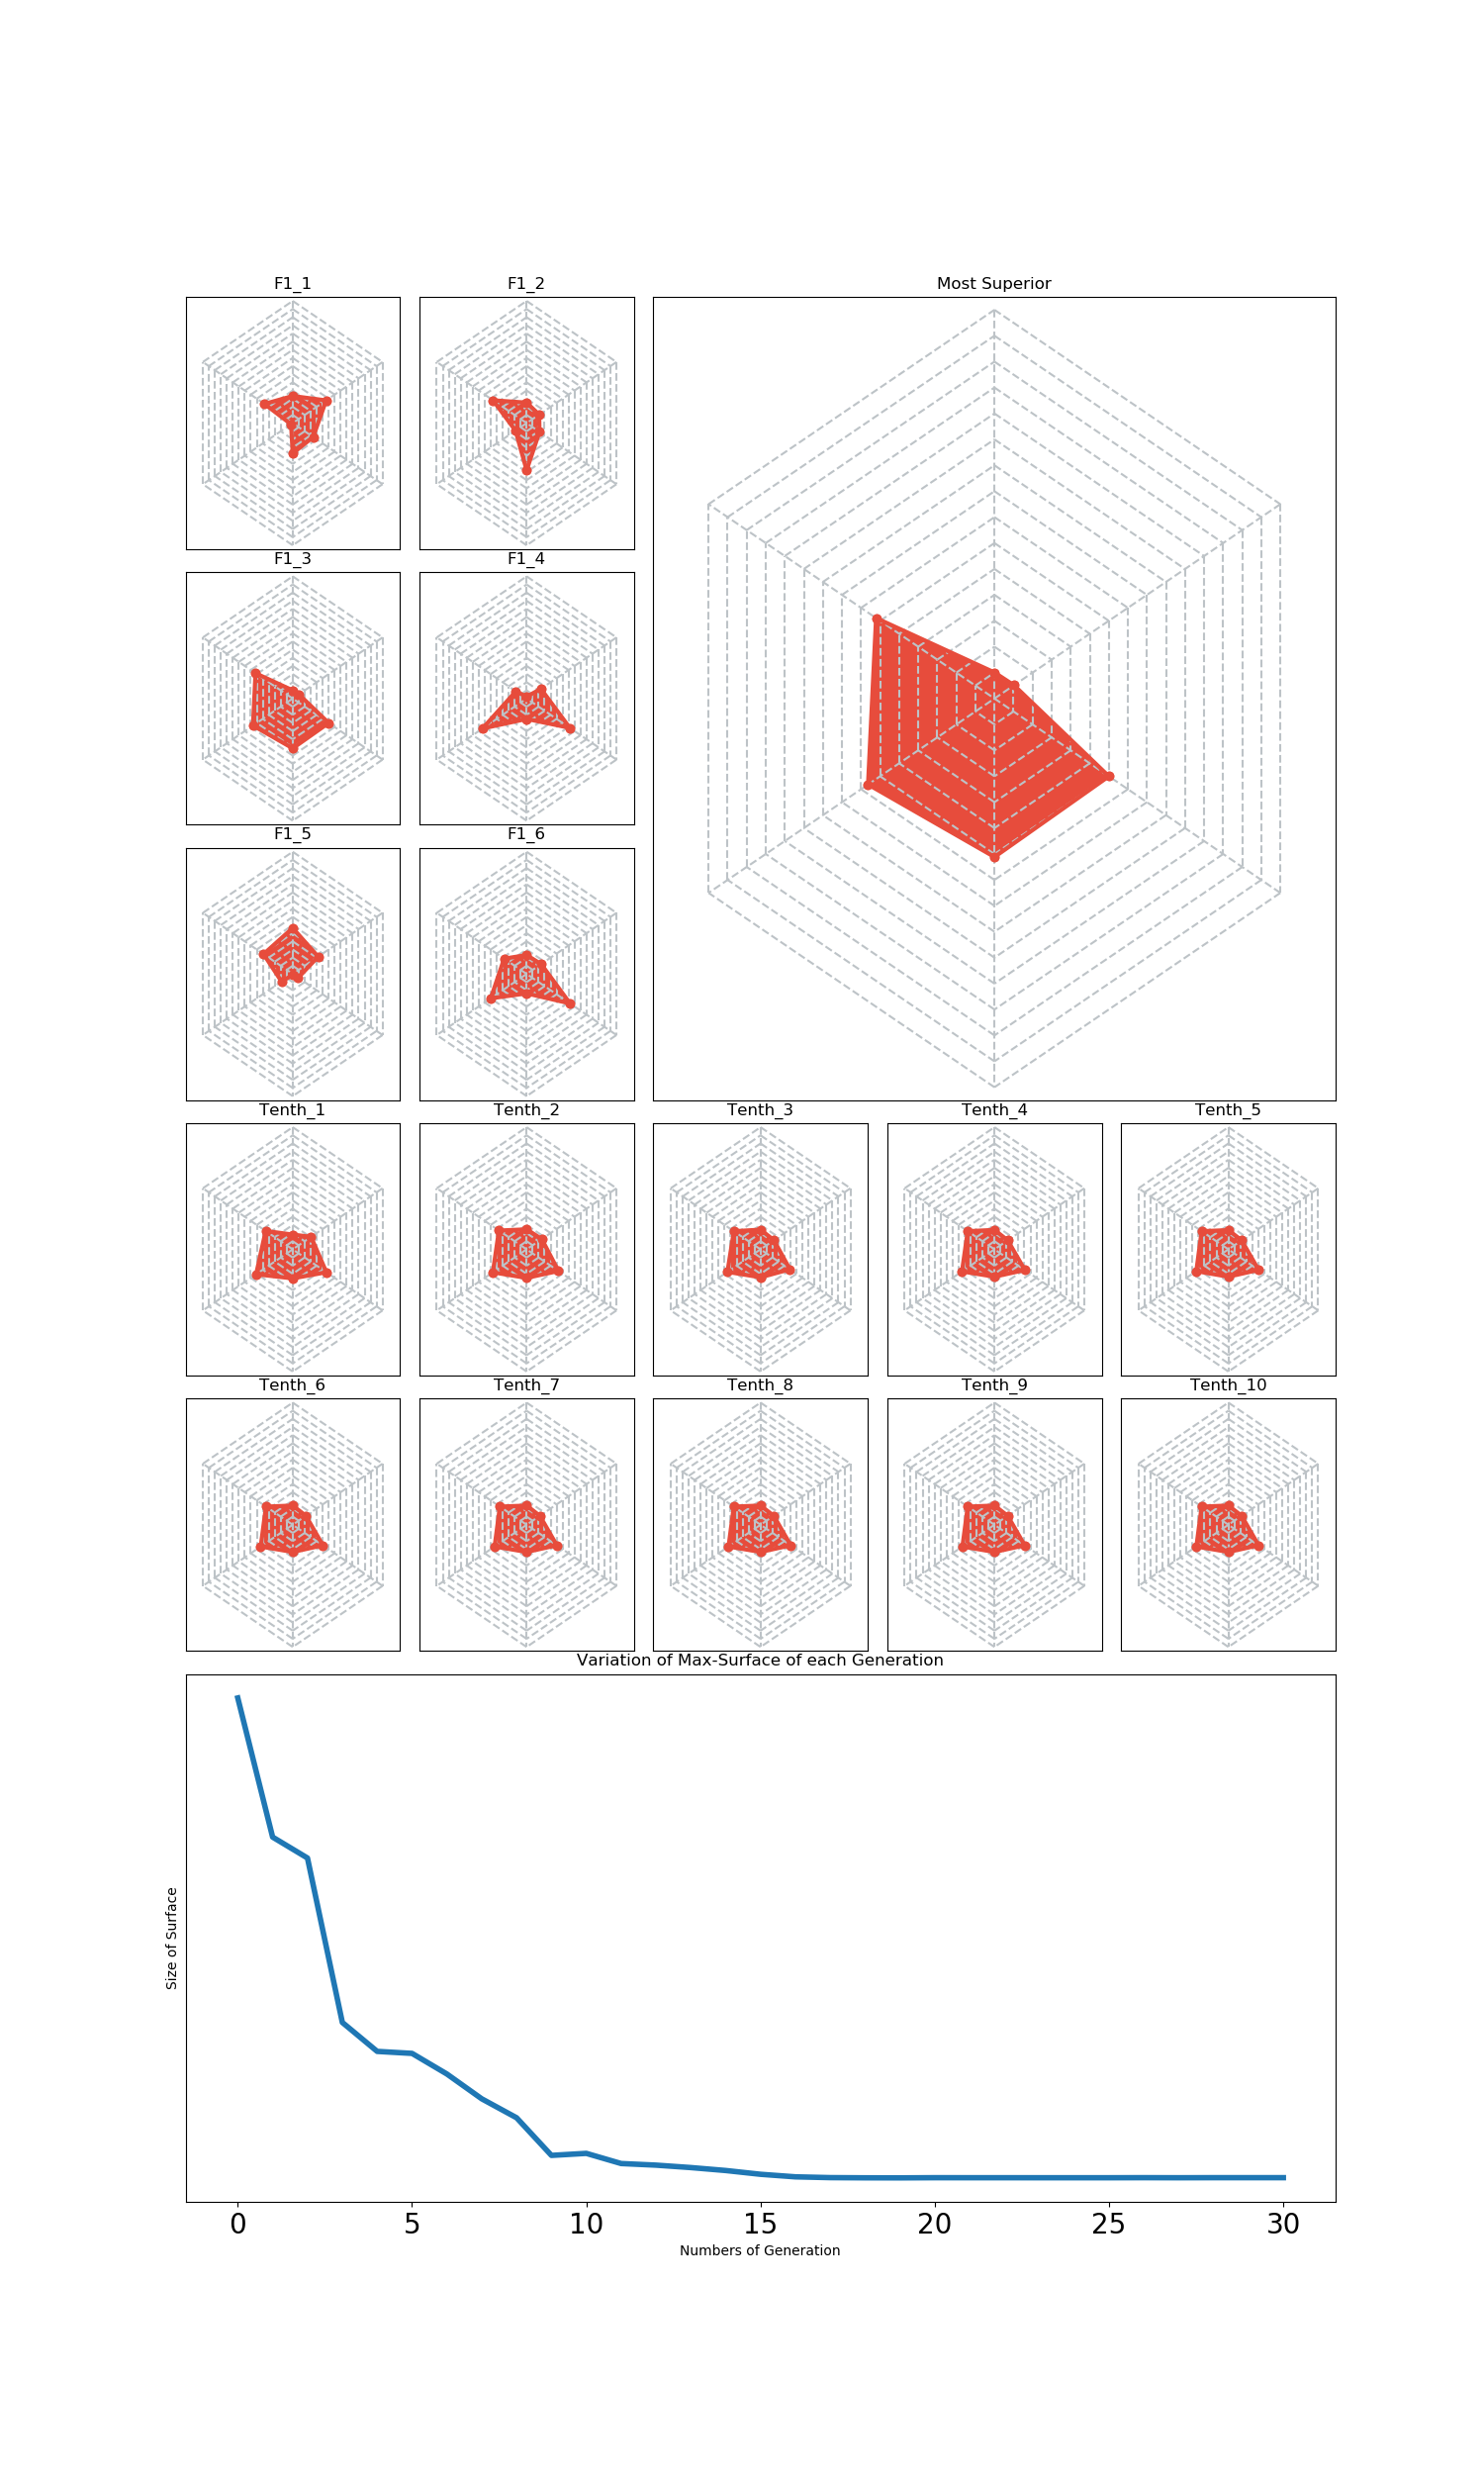 F1_1
F1_2
Most Superior
F1_3
F1_4
F1_5
F1_6
Tenth_1
Tenth_2
Tenth_3
Tenth_4
Tenth_5
Tenth_6
Tenth_7
Tenth_8
Tenth_9
Tenth_10
Variation of Max-Surface of each Generation
Size of Surface
0 5 10 15 20 25 30
Numbers of Generation